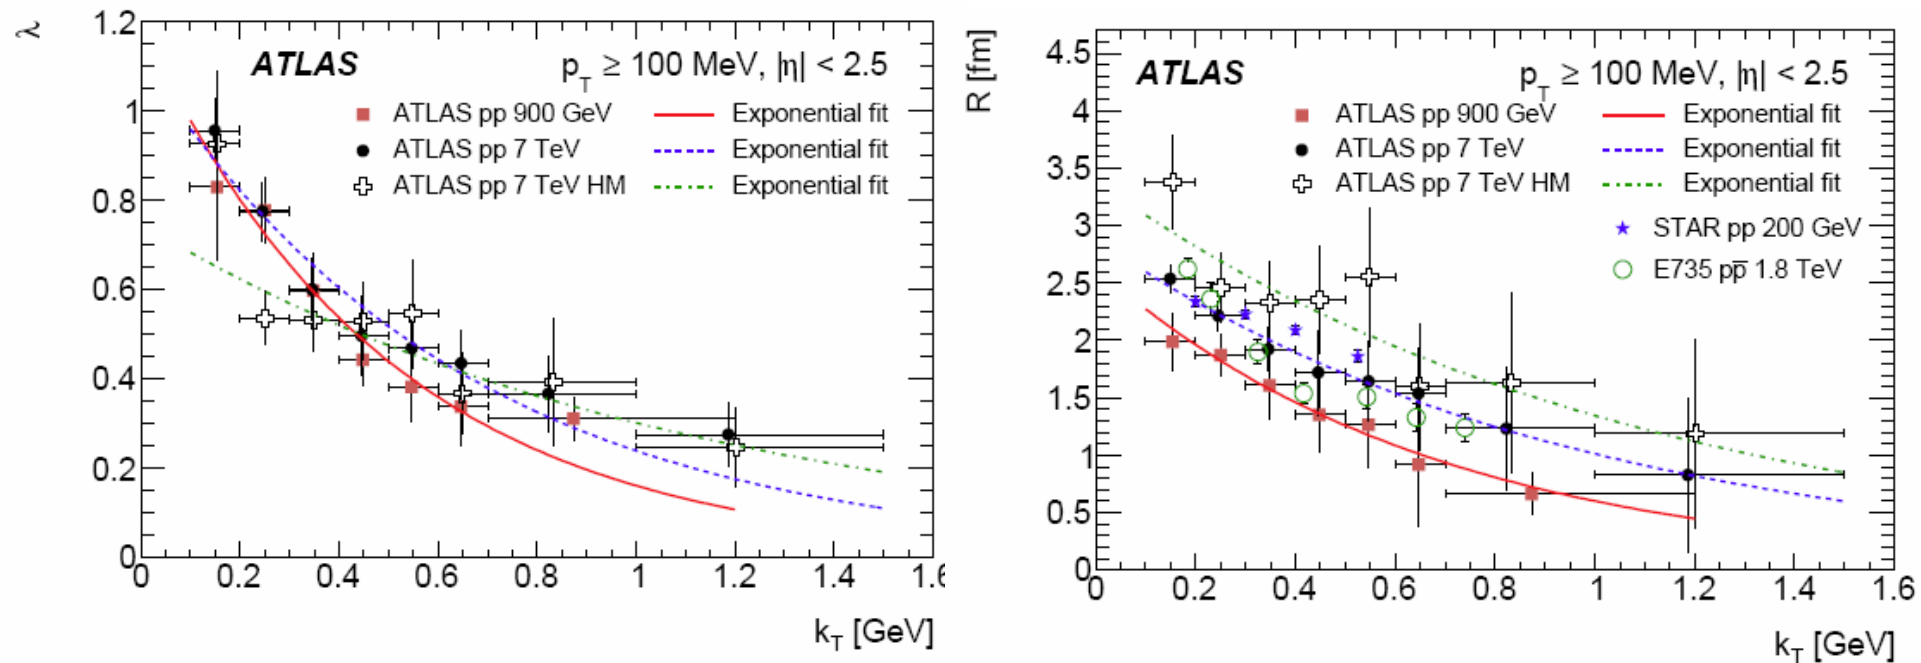 λ
1.2
1
0.8
0.6
0.4
0.2
0
ATLAS
p_T ≥ 100 MeV, |η| < 2.5
ATLAS pp 900 GeV Exponential fit
ATLAS pp 7 TeV Exponential fit
ATLAS pp 7 TeV HM Exponential fit
0 0.2 0.4 0.6 0.8 1 1.2 1.4
k_T [GeV]
R [fm]
4.5
4
3.5
3
2.5
2
1.5
1
0.5
0
ATLAS
p_T ≥ 100 MeV, |η| < 2.5
ATLAS pp 900 GeV Exponential fit
ATLAS pp 7 TeV Exponential fit
ATLAS pp 7 TeV HM Exponential fit
STAR pp 200 GeV
E735 pp̅ 1.8 TeV
0 0.2 0.4 0.6 0.8 1 1.2 1.4 1.6
k_T [GeV]